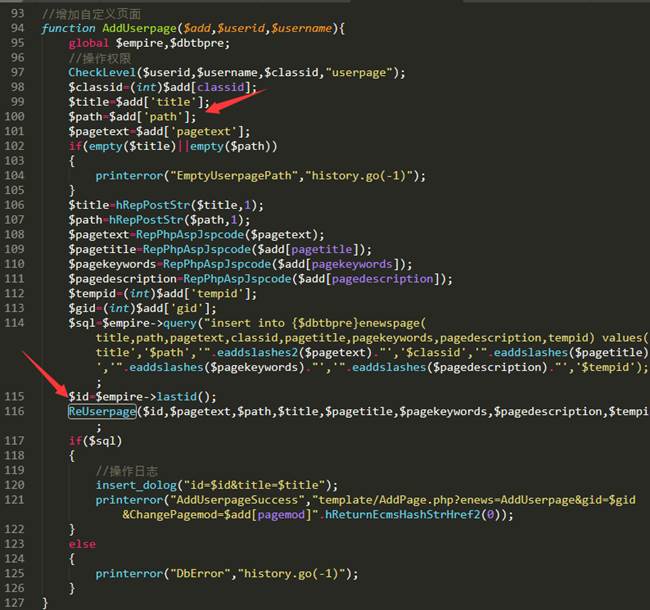 93 //增加自定义页面
94 function AddUserpage($add,$userid,$username){
95 global $empire,$dbtbpre;
96 //操作权限
97 CheckLevel($userid,$username,$classid,"userpage");
98 $classid=(int)$add[classid];
99 $title=$add['title'];
100 $path=$add['path'];
101 $pagetext=$add['pagetext'];
102 if(empty($title)||empty($path))
103 {
104 printerror("EmptyUserpagePath","history.go(-1)");
105 }
106 $title=hRepPostStr($title,1);
107 $path=hRepPostStr($path,1);
108 $pagetext=RepPhpAspJspcode($pagetext);
109 $pagetitle=RepPhpAspJspcode($add[pagetitle]);
110 $pagekeywords=RepPhpAspJspcode($add[pagekeywords]);
111 $pagedescription=RepPhpAspJspcode($add[pagedescription]);
112 $tempid=(int)$add['tempid'];
113 $gid=(int)$add['gid'];
114 $sql=$empire->query("insert into {$dbtbpre}enewspage(
title,path,pagetext,classid,pagetitle,pagekeywords,pagedescription,tempid) values(
title','$path','".eaddslashes2($pagetext)."','$classid','".eaddslashes($pagetitle)
','".eaddslashes($pagekeywords)."','".eaddslashes($pagedescription)."','$tempid');
;
115 $id=$empire->lastid();
116 ReUserpage($id,$pagetext,$path,$title,$pagetitle,$pagekeywords,$pagedescription,$tempi
;
117 if($sql)
118 {
119 //操作日志
120 insert_dolog("id=$id&title=$title");
121 printerror("AddUserpageSuccess","template/AddPage.php?enews=AddUserpage&gid=$gid
&ChangePagemod=$add[pagemod]".hReturnEcmsHashStrHref2(0));
122 }
123 else
124 {
125 printerror("DbError","history.go(-1)");
126 }
127 }